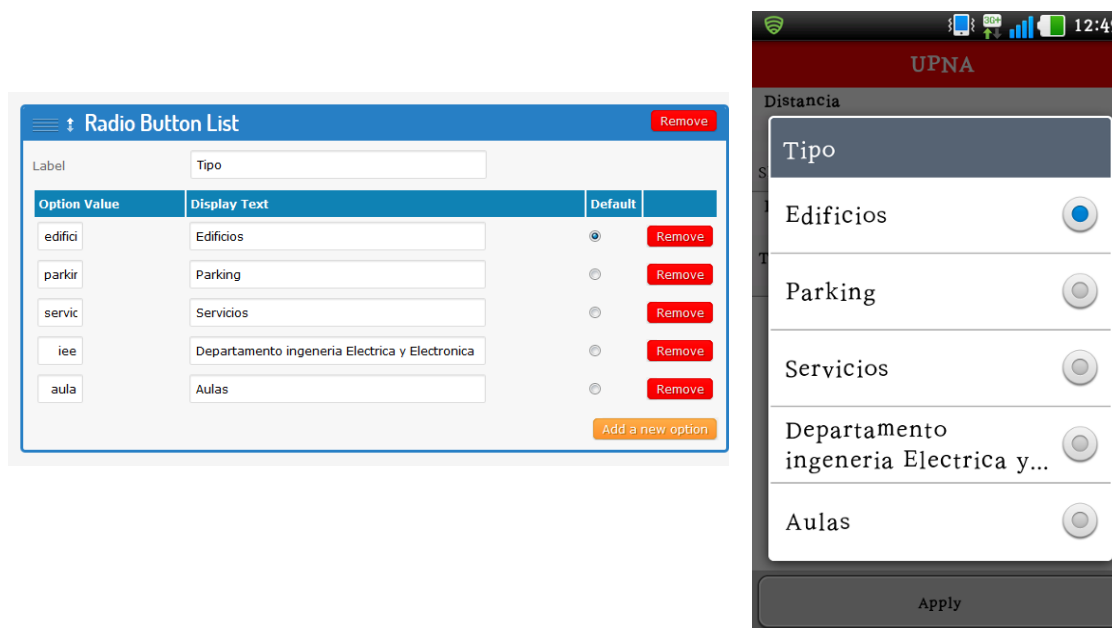 Radio Button List Remove
Label Tipo
Option Value Display Text Default
edifici Edificios Remove
parkir Parking Remove
servic Servicios Remove
iee Departamento ingeneria Electrica y Electronica Remove
aula Aulas Remove
Add a new option
3G+ 12:49
UPNA
Distancia
Tipo
S
Edificios
T
Parking
Servicios
Departamento
ingeneria Electrica y...
Aulas
Apply